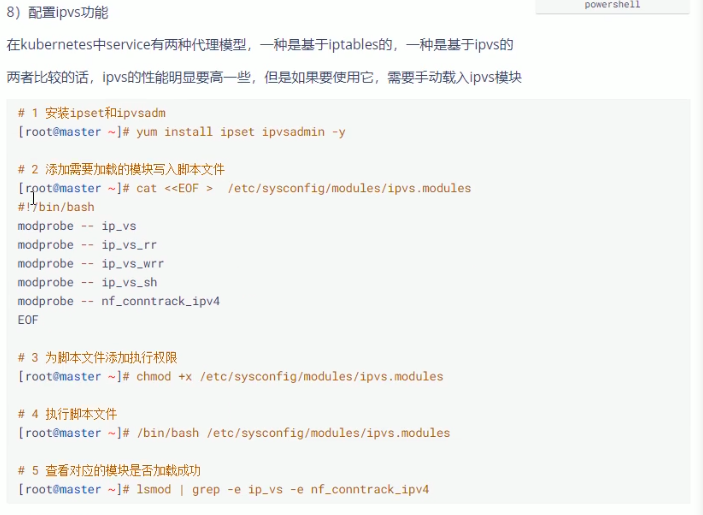 powershell
8）配置ipvs功能
在kubernetes中service有两种代理模型，一种是基于iptables的，一种是基于ipvs的
两者比较的话，ipvs的性能明显要高一些，但是如果要使用它，需要手动载入ipvs模块
# 1 安装ipset和ipvsadm
[root@master ~]# yum install ipset ipvsadmin -y
# 2 添加需要加载的模块写入脚本文件
[root@master ~]# cat <<EOF >  /etc/sysconfig/modules/ipvs.modules
#!/bin/bash
modprobe -- ip_vs
modprobe -- ip_vs_rr
modprobe -- ip_vs_wrr
modprobe -- ip_vs_sh
modprobe -- nf_conntrack_ipv4
EOF
# 3 为脚本文件添加执行权限
[root@master ~]# chmod +x /etc/sysconfig/modules/ipvs.modules
# 4 执行脚本文件
[root@master ~]# /bin/bash /etc/sysconfig/modules/ipvs.modules
# 5 查看对应的模块是否加载成功
[root@master ~]# lsmod | grep -e ip_vs -e nf_conntrack_ipv4